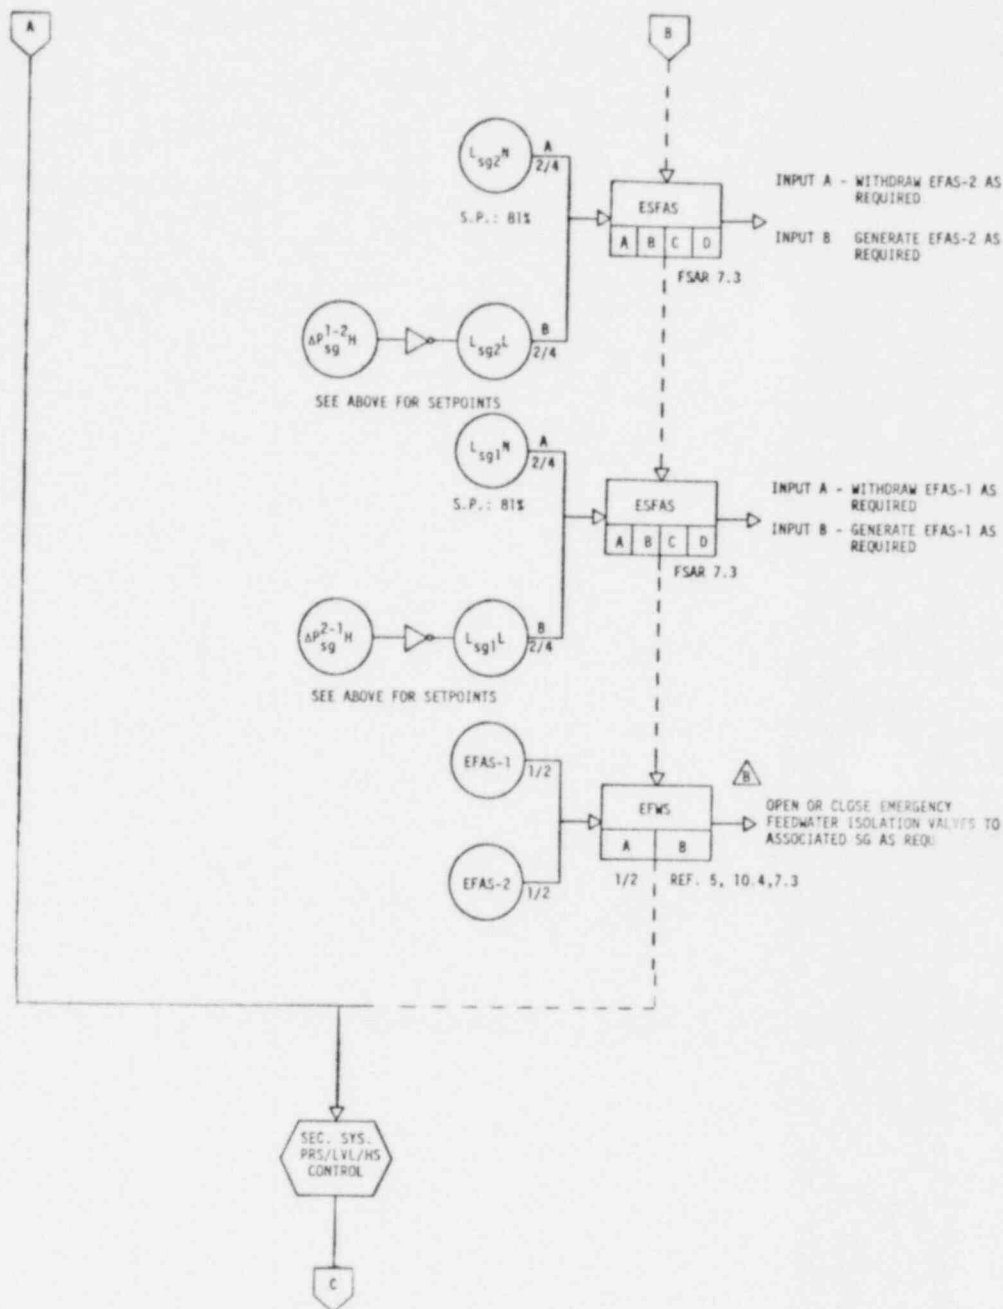 A
B
L sg2 N
A
2/4
S.P.: 81%
ESFAS
A B C D
FSAR 7.3
INPUT A - WITHDRAW EFAS-2 AS
REQUIRED
INPUT B GENERATE EFAS-2 AS
REQUIRED
ΔP sg 1-2 H
L sg2 L
B
2/4
SEE ABOVE FOR SETPOINTS
L sg1 N
A
2/4
S.P.: 81%
ESFAS
A B C D
FSAR 7.3
INPUT A - WITHDRAW EFAS-1 AS
REQUIRED
INPUT B - GENERATE EFAS-1 AS
REQUIRED
ΔP sg 2-1 H
L sg1 L
B
2/4
SEE ABOVE FOR SETPOINTS
EFAS-1
1/2
EFWS
A B
B
OPEN OR CLOSE EMERGENCY
FEEDWATER ISOLATION VALVES TO
ASSOCIATED SG AS REQU
EFAS-2
1/2
1/2 REF. 5, 10.4,7.3
SEC. SYS.
PRS/LVL/HS
CONTROL
C